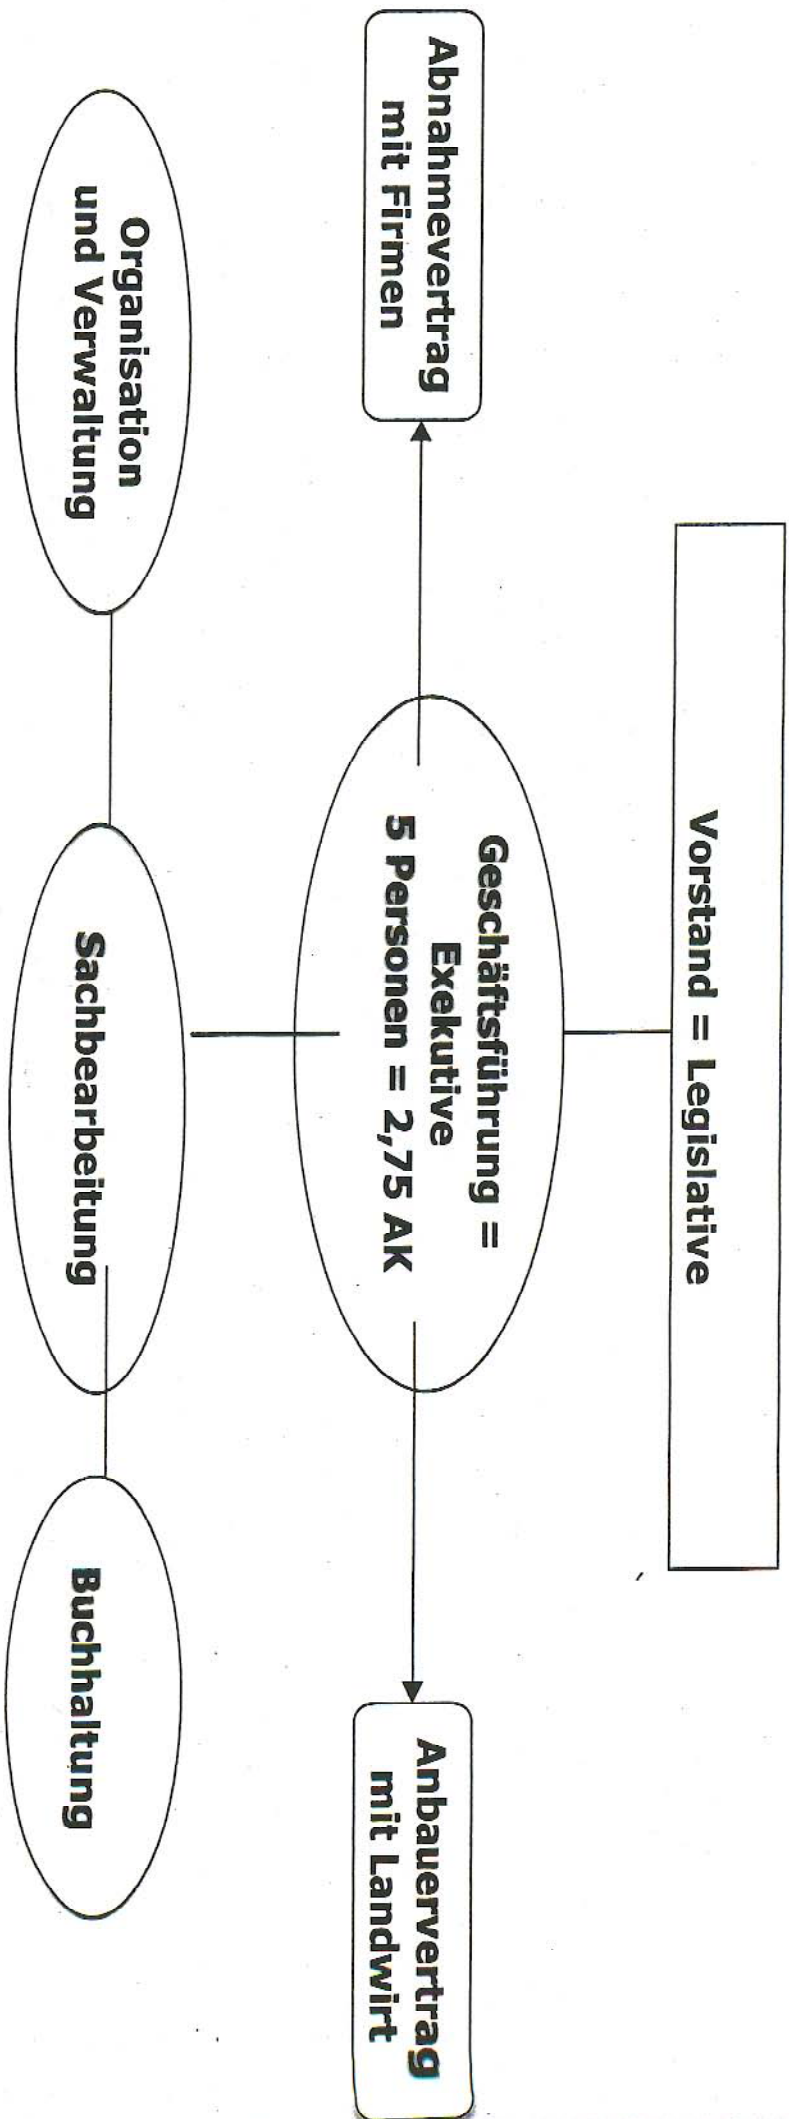 Vorstand = Legislative
Abnahmevertrag
mit Firmen
Geschäftsführung =
Exekutive
5 Personen = 2,75 AK
Anbauervertrag
mit Landwirt
Organisation
und Verwaltung
Sachbearbeitung
Buchhaltung